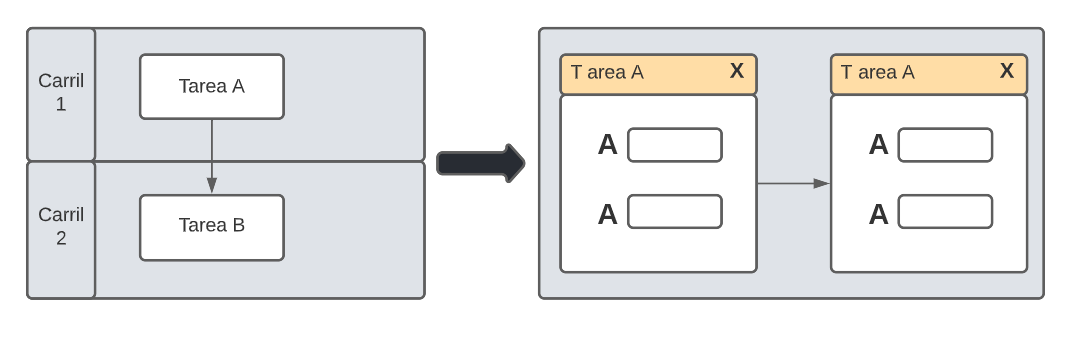 Carril
1
Tarea A
Carril
2
Tarea B
T area A X
A
A
T area A X
A
A